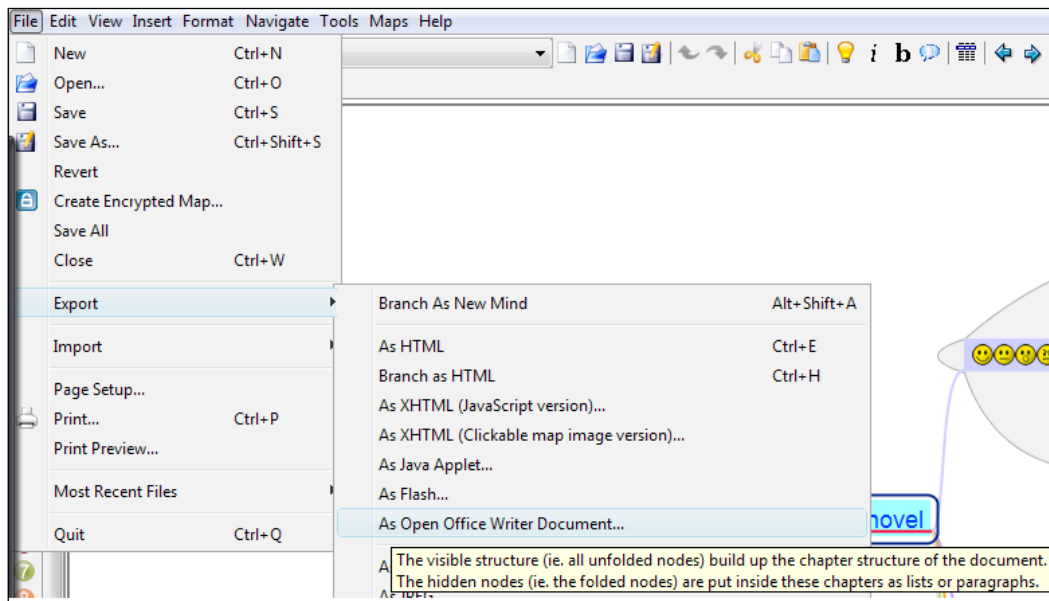 File Edit View Insert Format Navigate Tools Maps Help
New Ctrl+N
Open... Ctrl+O
Save Ctrl+S
Save As... Ctrl+Shift+S
Revert
Create Encrypted Map...
Save All
Close Ctrl+W
Export
Branch As New Mind Alt+Shift+A
Import
As HTML Ctrl+E
Branch as HTML Ctrl+H
Page Setup...
As XHTML (JavaScript version)...
Print... Ctrl+P
As XHTML (Clickable map image version)...
Print Preview...
As Java Applet...
Most Recent Files
As Flash...
As Open Office Writer Document...
novel
Quit Ctrl+Q
The visible structure (ie. all unfolded nodes) build up the chapter structure of the document.
The hidden nodes (ie. the folded nodes) are put inside these chapters as lists or paragraphs.
7